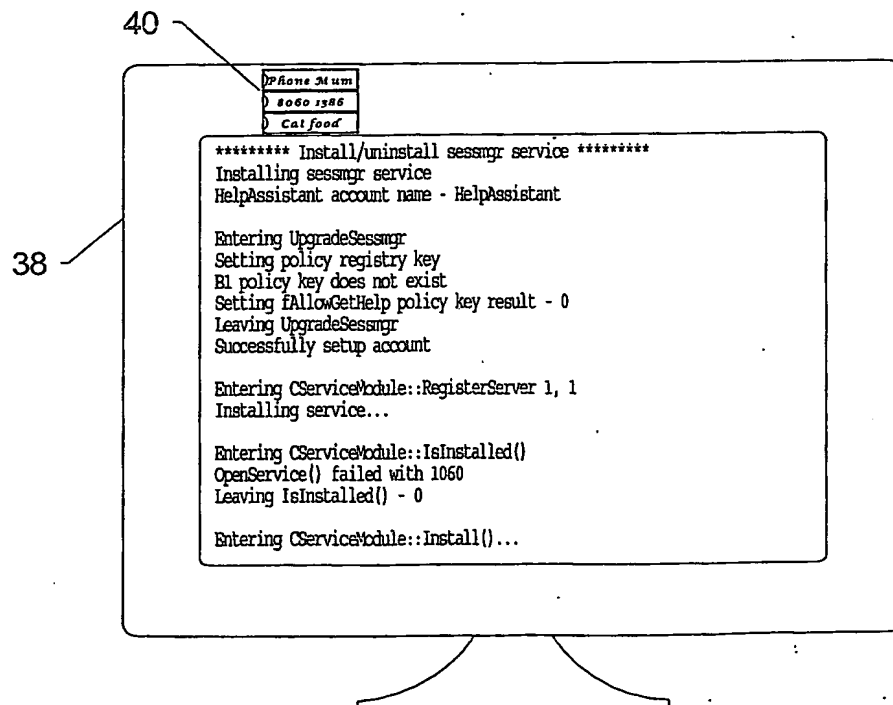 40
Phone Mum
8060 1386
Cat food
38
********* Install/uninstall sessmgr service *********
Installing sessmgr service
HelpAssistant account name - HelpAssistant
Entering UpgradeSessmgr
Setting policy registry key
B1 policy key does not exist
Setting fAllowGetHelp policy key result - 0
Leaving UpgradeSessmgr
Successfully setup account
Entering CServiceModule::RegisterServer 1, 1
Installing service...
Entering CServiceModule::IsInstalled()
OpenService() failed with 1060
Leaving IsInstalled() - 0
Entering CServiceModule::Install()...